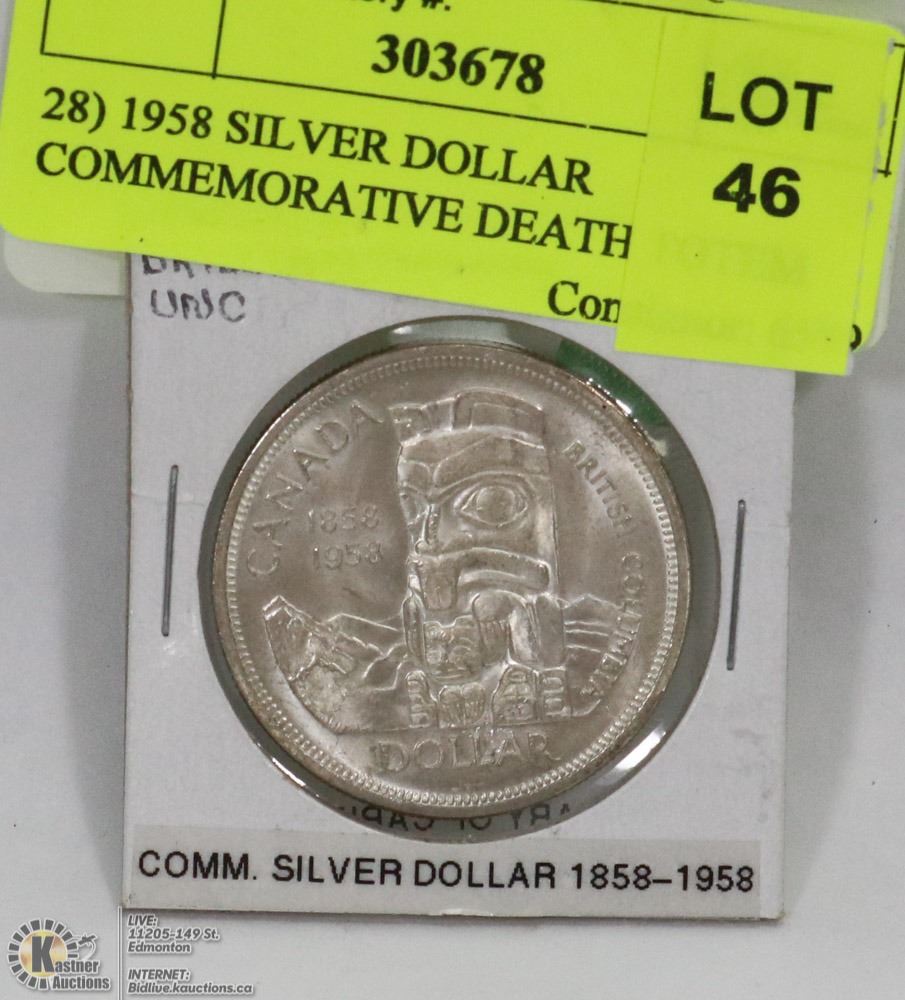 303678
28) 1958 SILVER DOLLAR
COMMEMORATIVE DEATH
LOT
46
UNC
CANADA
1858
1958
BRITISH COLUMBIA
DOLLAR
COMM. SILVER DOLLAR 1858–1958
Kastner
Auctions
LIVE:
11205-149 St.
Edmonton
INTERNET:
Bidlive.kauctions.ca